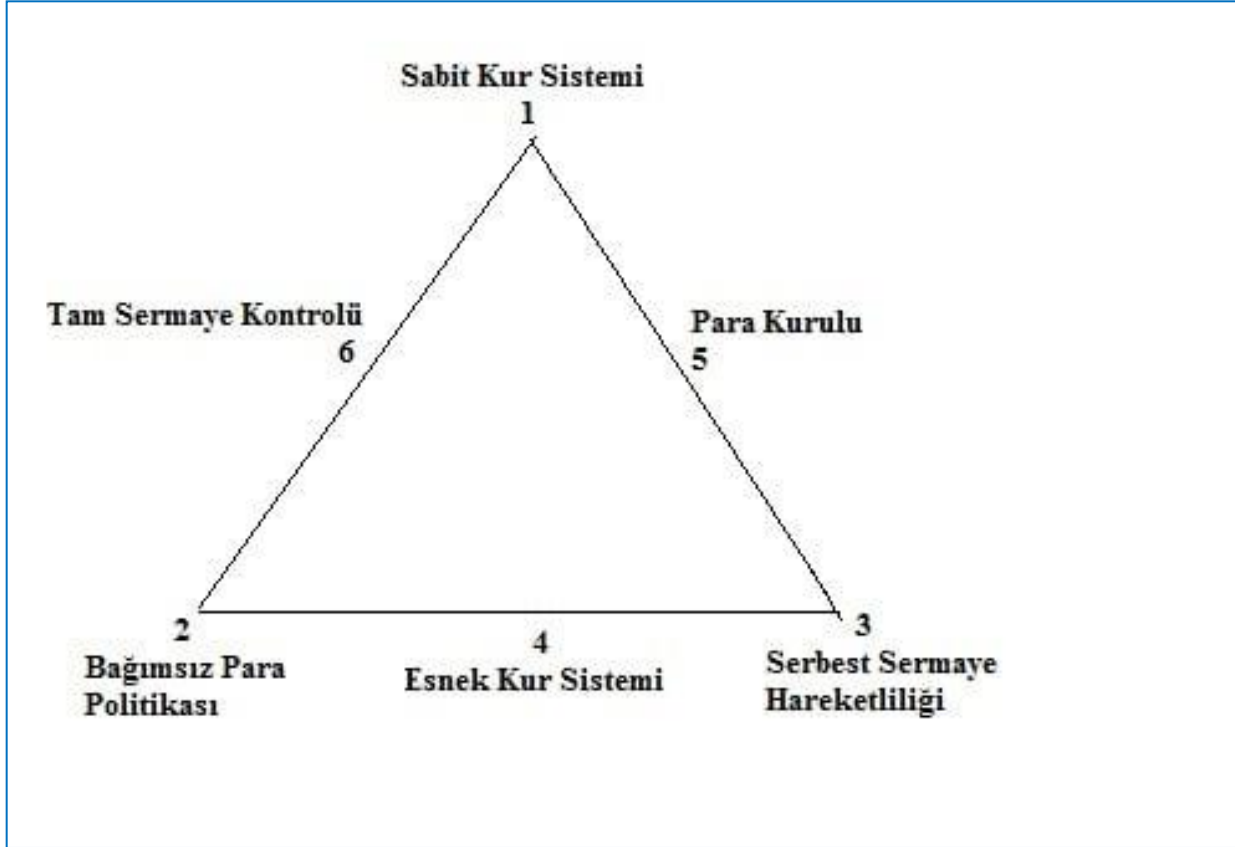 Sabit Kur Sistemi
1
Tam Sermaye Kontrolü
6
Para Kurulu
5
2
Bağımsız Para
Politikası
4
Esnek Kur Sistemi
3
Serbest Sermaye
Hareketliliği